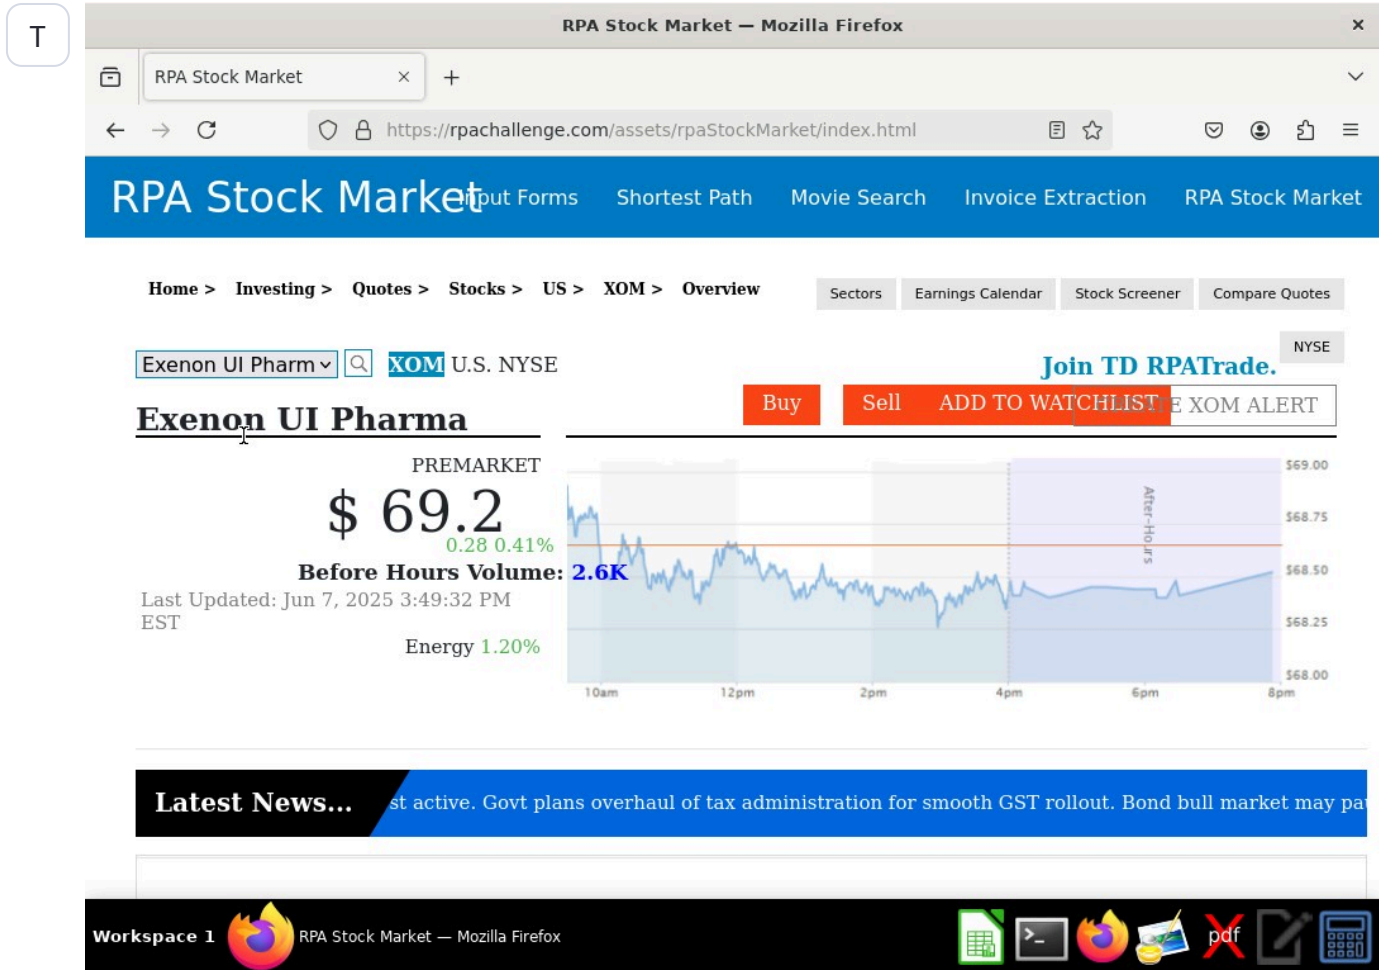 T
RPA Stock Market — Mozilla Firefox
RPA Stock Market
https://rpachallenge.com/assets/rpaStockMarket/index.html
RPA Stock Market Input Forms Shortest Path Movie Search Invoice Extraction RPA Stock Market
Home > Investing > Quotes > Stocks > US > XOM > Overview
Sectors Earnings Calendar Stock Screener Compare Quotes
NYSE
Exenon UI Pharm XOM U.S. NYSE
Join TD RPATrade.
Buy Sell ADD TO WATCHLIST CREATE XOM ALERT
Exenon UI Pharma
PREMARKET
$ 69.2
0.28 0.41%
Before Hours Volume: 2.6K
Last Updated: Jun 7, 2025 3:49:32 PM
EST
Energy 1.20%
After-Hours
$69.00
$68.75
$68.50
$68.25
$68.00
10am 12pm 2pm 4pm 6pm 8pm
Latest News...
st active. Govt plans overhaul of tax administration for smooth GST rollout. Bond bull market may pau
Workspace 1 RPA Stock Market — Mozilla Firefox
pdf